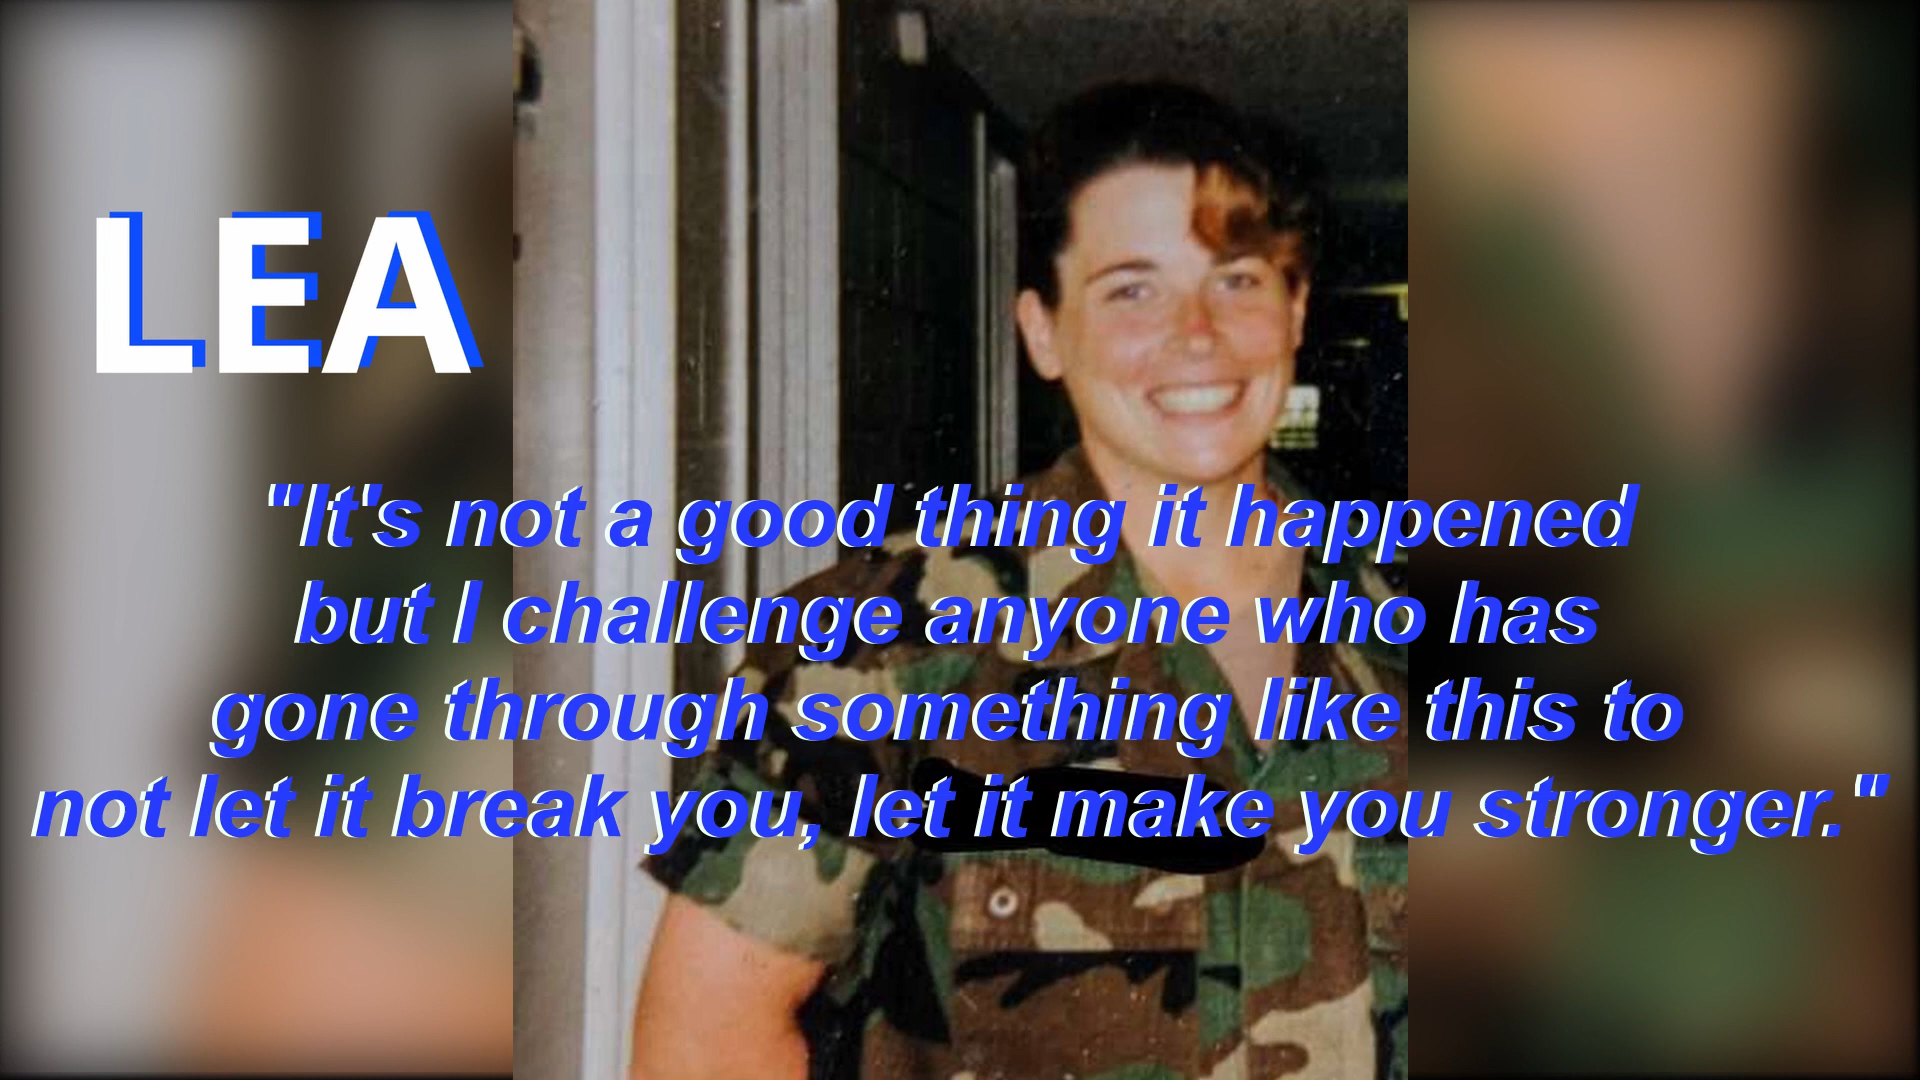 LEA
"It's not a good thing it happened
but I challenge anyone who has
gone through something like this to
not let it break you, let it make you stronger."